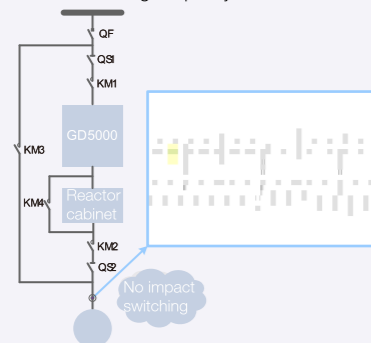 QF
QS1
KM1
GD5000
KM3
KM4
Reactor
cabinet
KM2
QS2
No impact
switching